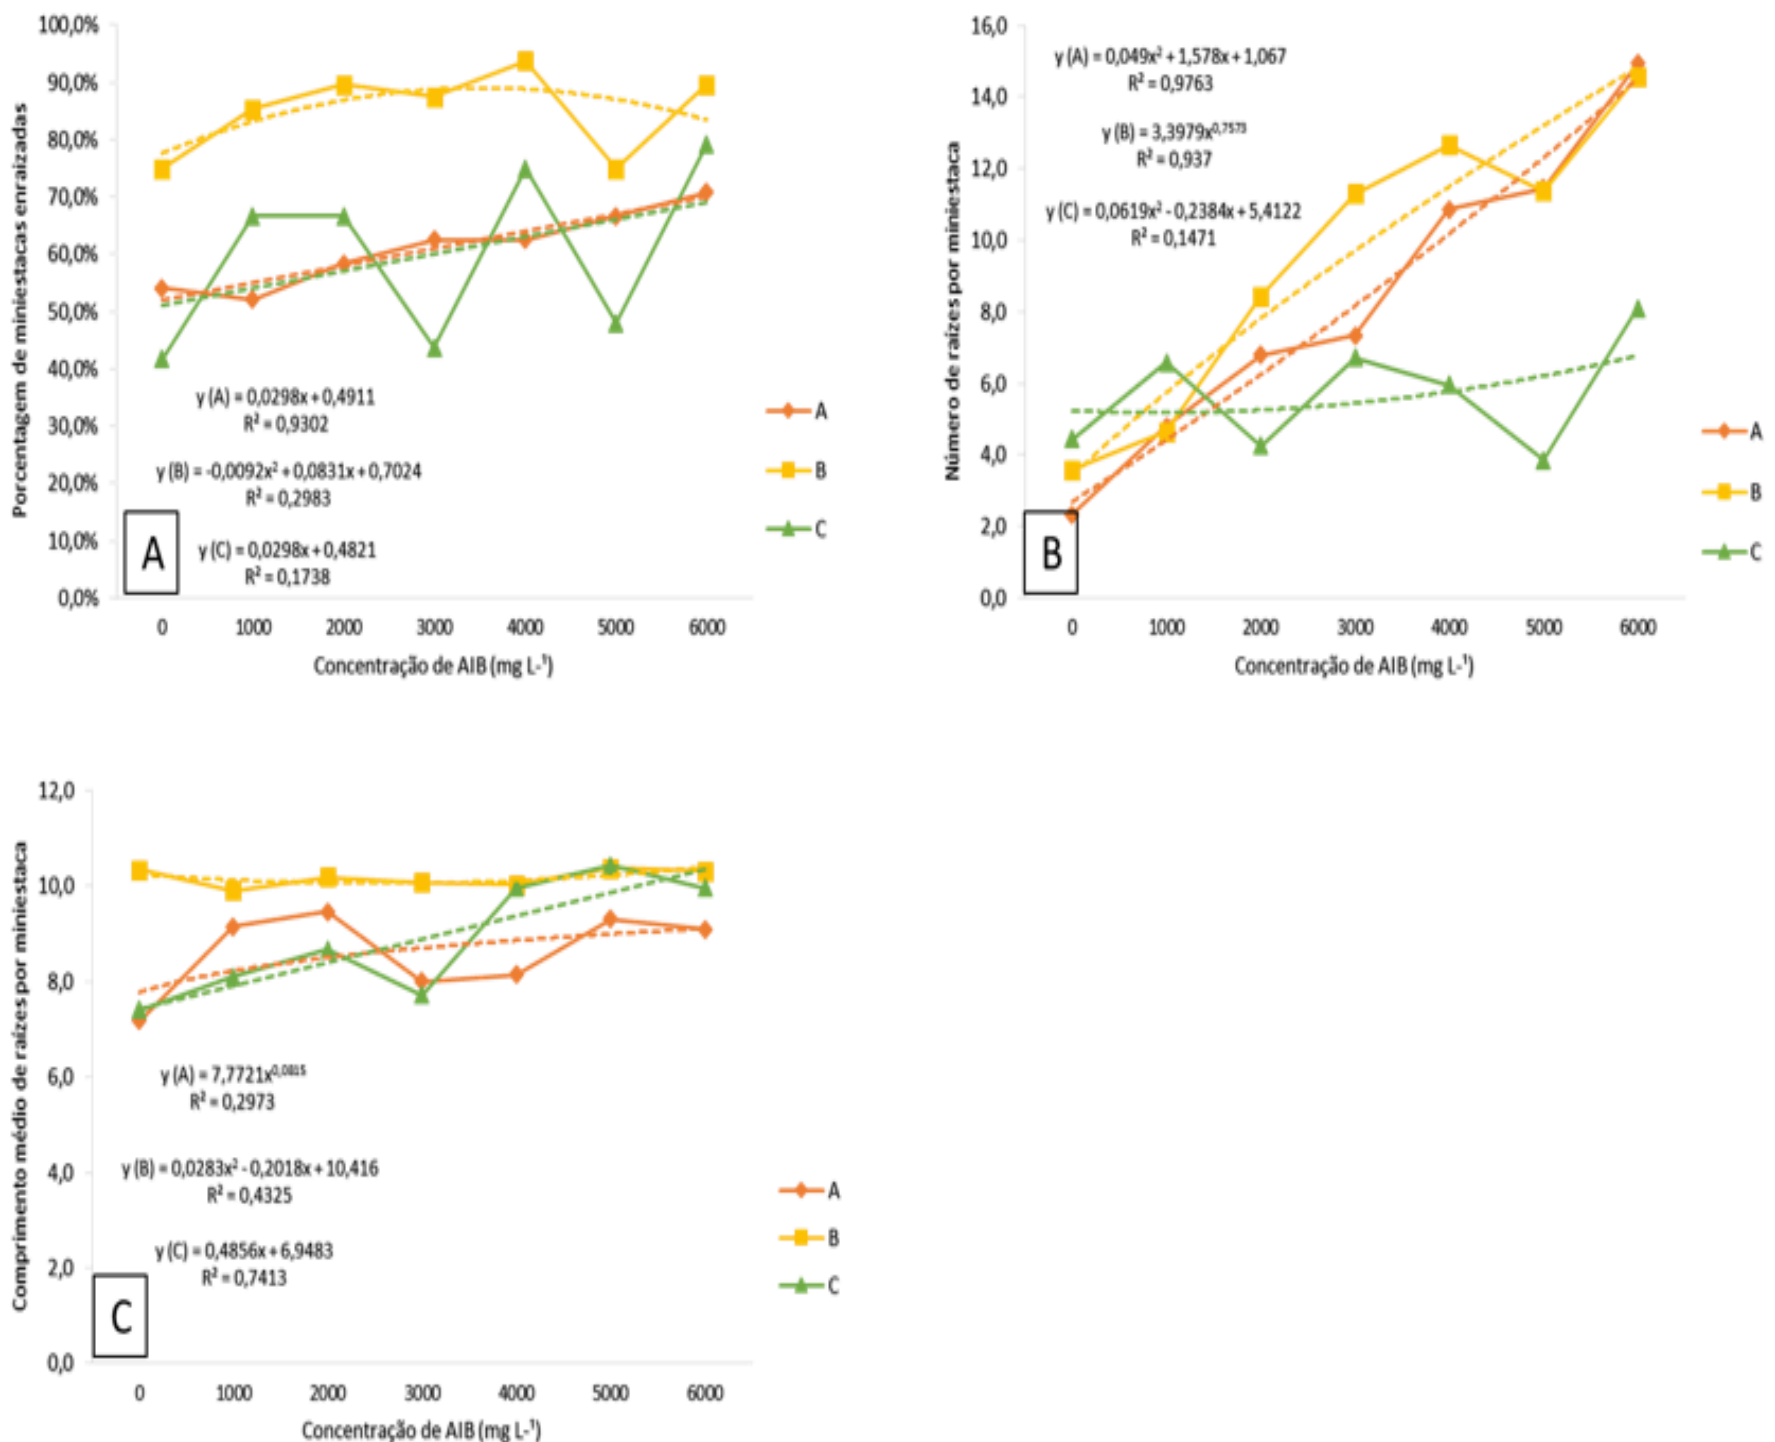 100,0%
90,0%
80,0%
70,0%
60,0%
50,0%
40,0%
30,0%
20,0%
10,0%
0,0%
Porcentagem de miniestacas enraizadas
y (A) = 0,0298x + 0,4911
R² = 0,9302
y (B) = -0,0092x² + 0,0831x + 0,7024
R² = 0,2983
y (C) = 0,0298x + 0,4821
R² = 0,1738
A
A
B
C
0 1000 2000 3000 4000 5000 6000
Concentração de AIB (mg L-¹)
16,0
14,0
12,0
10,0
8,0
6,0
4,0
2,0
0,0
Número de raízes por miniestaca
y (A) = 0,049x² + 1,578x + 1,067
R² = 0,9763
y (B) = 3,3979x^0,7573
R² = 0,937
y (C) = 0,0619x² - 0,2384x + 5,4122
R² = 0,1471
B
A
B
C
0 1000 2000 3000 4000 5000 6000
Concentração de AIB (mg L-¹)
12,0
10,0
8,0
6,0
4,0
2,0
0,0
Comprimento médio de raízes por miniestaca
y (A) = 7,7721x^0,0815
R² = 0,2973
y (B) = 0,0283x² - 0,2018x + 10,416
R² = 0,4325
y (C) = 0,4856x + 6,9483
R² = 0,7413
C
A
B
C
0 1000 2000 3000 4000 5000 6000
Concentração de AIB (mg L-¹)